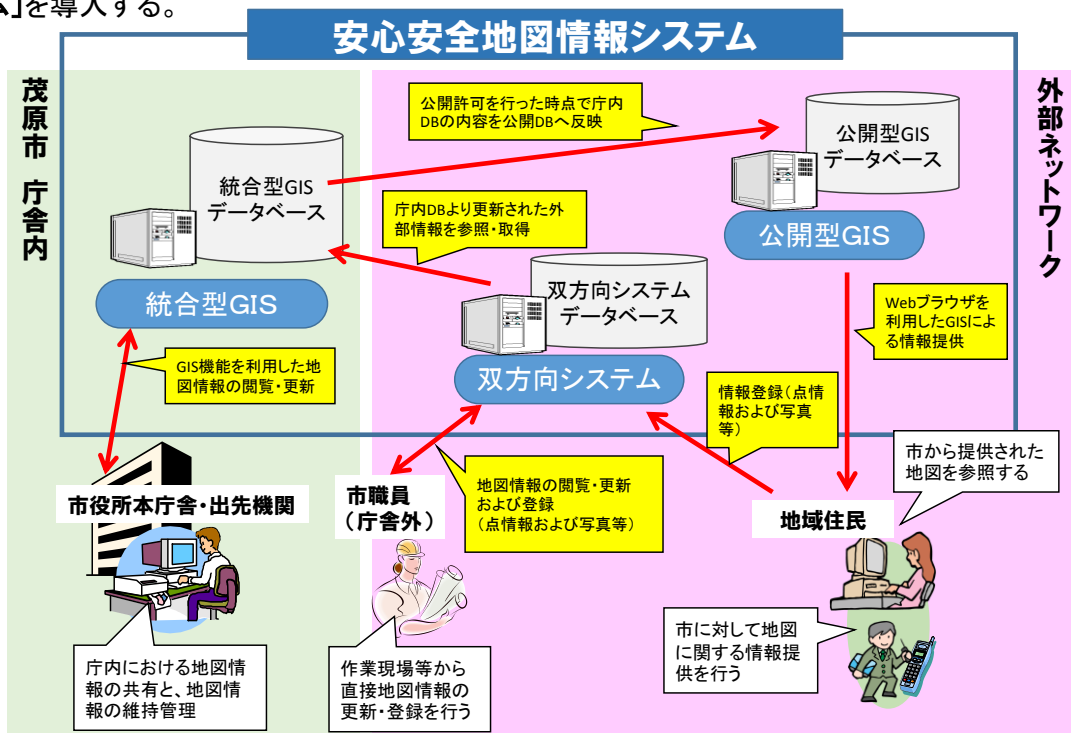 ム」を導入する。
安心安全地図情報システム
茂原市 庁舎内
外部ネットワーク
公開許可を行った時点で庁内
DBの内容を公開DBへ反映
公開型GIS
データベース
統合型GIS
データベース
庁内DBより更新された外
部情報を参照・取得
公開型GIS
双方向システム
データベース
統合型GIS
Webブラウザを
利用したGISによ
る情報提供
GIS機能を利用した地
図情報の閲覧・更新
双方向システム
情報登録(点情
報および写真
等)
市から提供された
地図を参照する
市役所本庁舎・出先機関
市職員
(庁舎外)
地図情報の閲覧・更新
および登録
(点情報および写真等)
地域住民
庁内における地図情
報の共有と、地図情
報の維持管理
作業現場等から
直接地図情報の
更新・登録を行う
市に対して地図
に関する情報提
供を行う